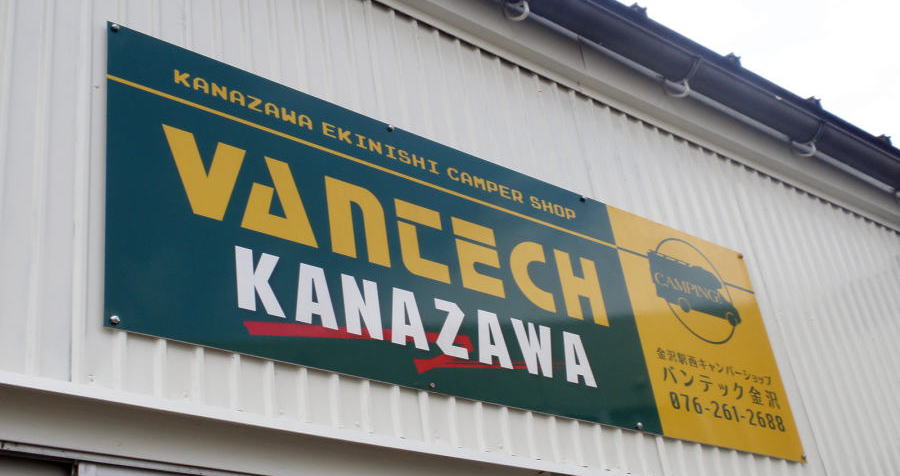 KANAZAWA EKINISHI CAMPER SHOP
VANTECH
KANAZAWA
CAMPING
金沢駅西キャンパーショップ
バンテック金沢
076-261-2688